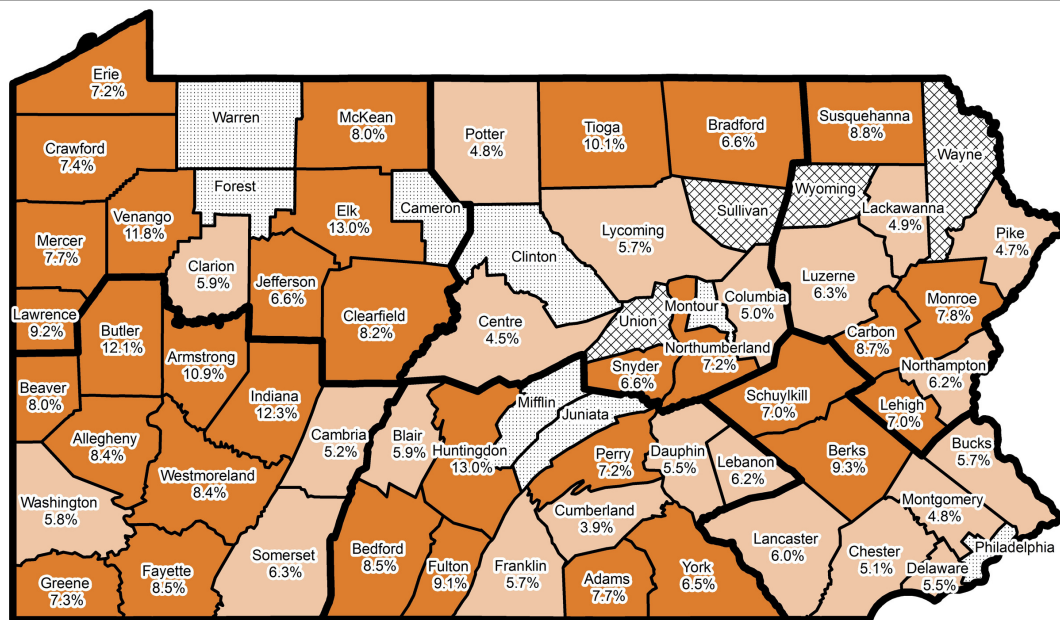 Erie
7.2%
Warren
McKean
8.0%
Potter
4.8%
Tioga
10.1%
Bradford
6.6%
Susquehanna
8.8%
Wayne
Crawford
7.4%
Forest
Venango
11.8%
Elk
13.0%
Cameron
Sullivan
Wyoming
Lackawanna
4.9%
Pike
4.7%
Mercer
7.7%
Clarion
5.9%
Jefferson
6.6%
Clinton
Lycoming
5.7%
Luzerne
6.3%
Lawrence
9.2%
Butler
12.1%
Clearfield
8.2%
Centre
4.5%
Union
Montour
Columbia
5.0%
Monroe
7.8%
Armstrong
10.9%
Northumberland
7.2%
Carbon
8.7%
Snyder
6.6%
Northampton
6.2%
Beaver
8.0%
Indiana
12.3%
Mifflin
Juniata
Schuylkill
7.0%
Lehigh
7.0%
Allegheny
8.4%
Cambria
5.2%
Blair
5.9%
Huntingdon
13.0%
Perry
7.2%
Dauphin
5.5%
Lebanon
6.2%
Berks
9.3%
Bucks
5.7%
Westmoreland
8.4%
Washington
5.8%
Cumberland
3.9%
Montgomery
4.8%
Somerset
6.3%
Bedford
8.5%
Fulton
9.1%
Franklin
5.7%
Adams
7.7%
York
6.5%
Lancaster
6.0%
Chester
5.1%
Delaware
5.5%
Philadelphia
Greene
7.3%
Fayette
8.5%